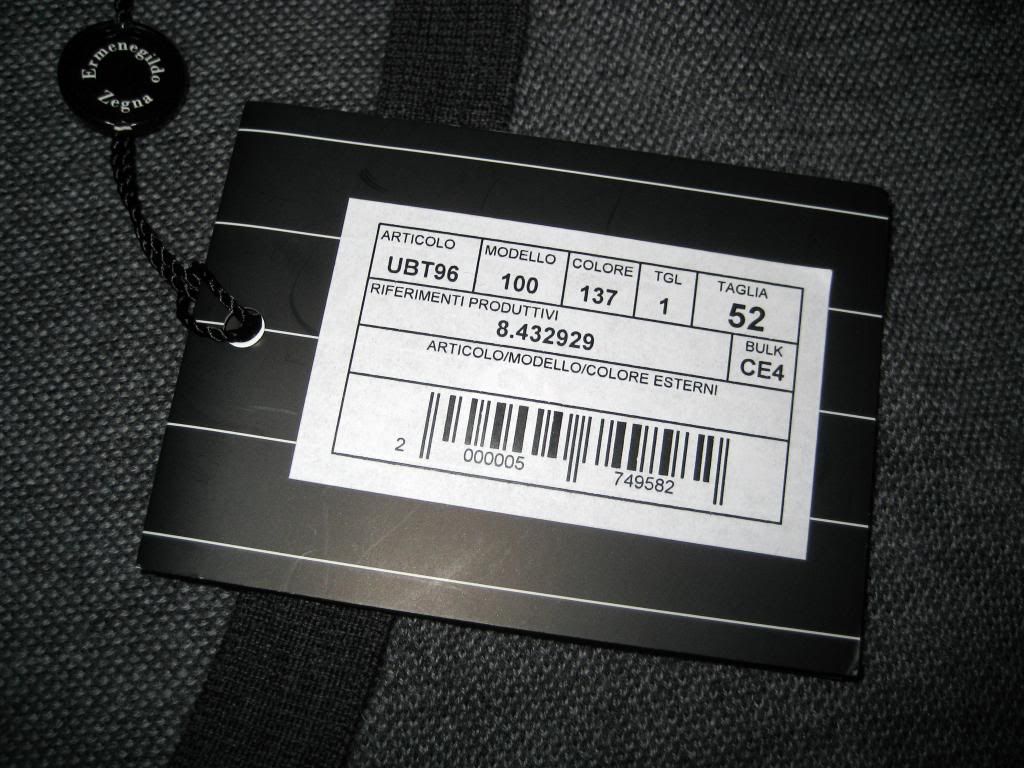 Ermenegildo
Zegna
ARTICOLO MODELLO COLORE TGL TAGLIA
UBT96 100 137 1 52
RIFERIMENTI PRODUTTIVI
8.432929
BULK
CE4
ARTICOLO/MODELLO/COLORE ESTERNI
2 000005 749582